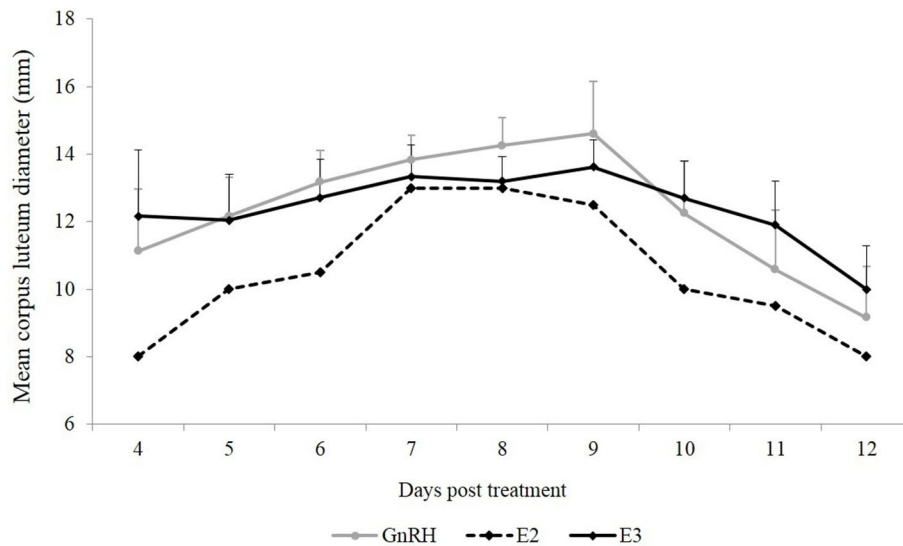 18
16
14
12
10
8
6
Mean corpus luteum diameter (mm)
4 5 6 7 8 9 10 11 12
Days post treatment
GnRH E2 E3